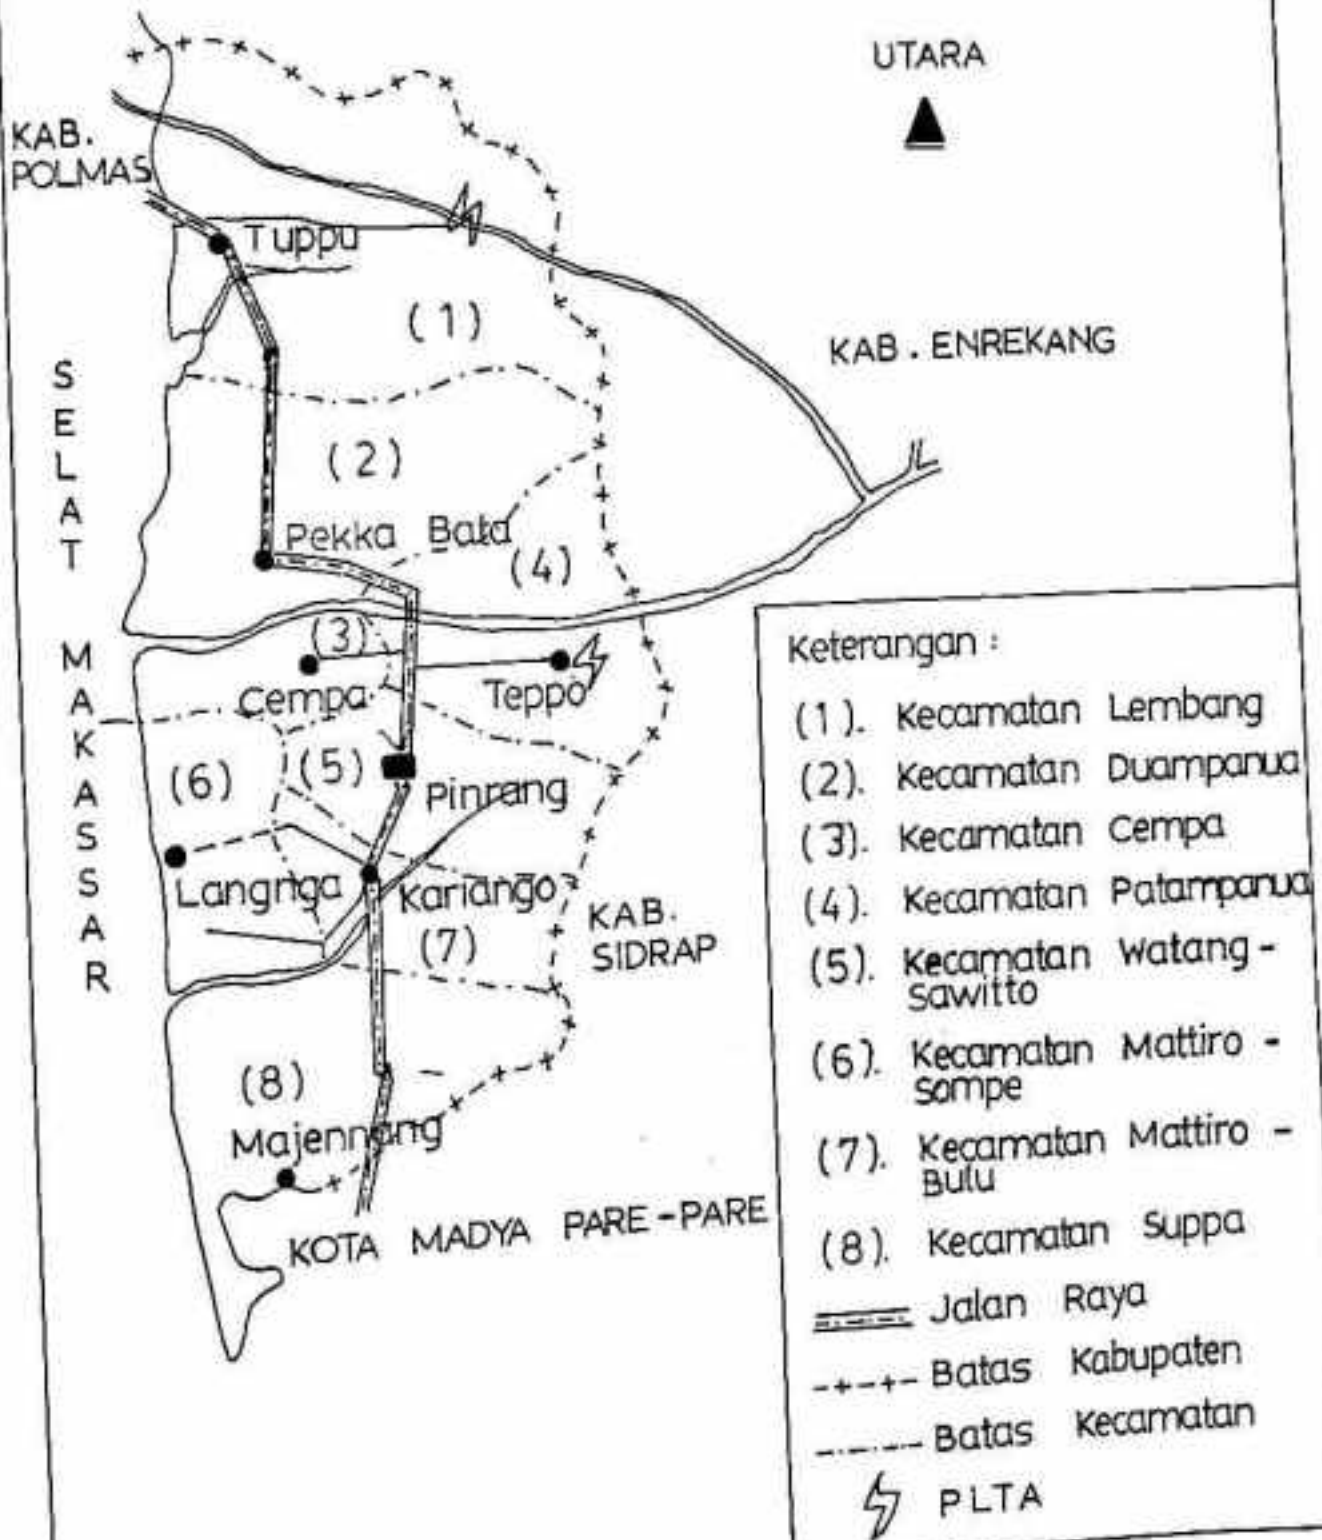 UTARA
KAB.
POLMAS
Tuppu
(1)
KAB. ENREKANG
SELAT MAKASSAR
(2)
Pekka Bata
(4)
(3)
Cempa
Teppo
(5)
(6)
Pinrang
Langnga
Kariango
(7)
KAB.
SIDRAP
(8)
Majennang
KOTA MADYA PARE-PARE
Keterangan :
(1). Kecamatan Lembang
(2). Kecamatan Duampanua
(3). Kecamatan Cempa
(4). Kecamatan Patampanua
(5). Kecamatan Watang-
Sawitto
(6). Kecamatan Mattiro -
Sompe
(7). Kecamatan Mattiro -
Bulu
(8). Kecamatan Suppa
Jalan Raya
Batas Kabupaten
Batas Kecamatan
PLTA